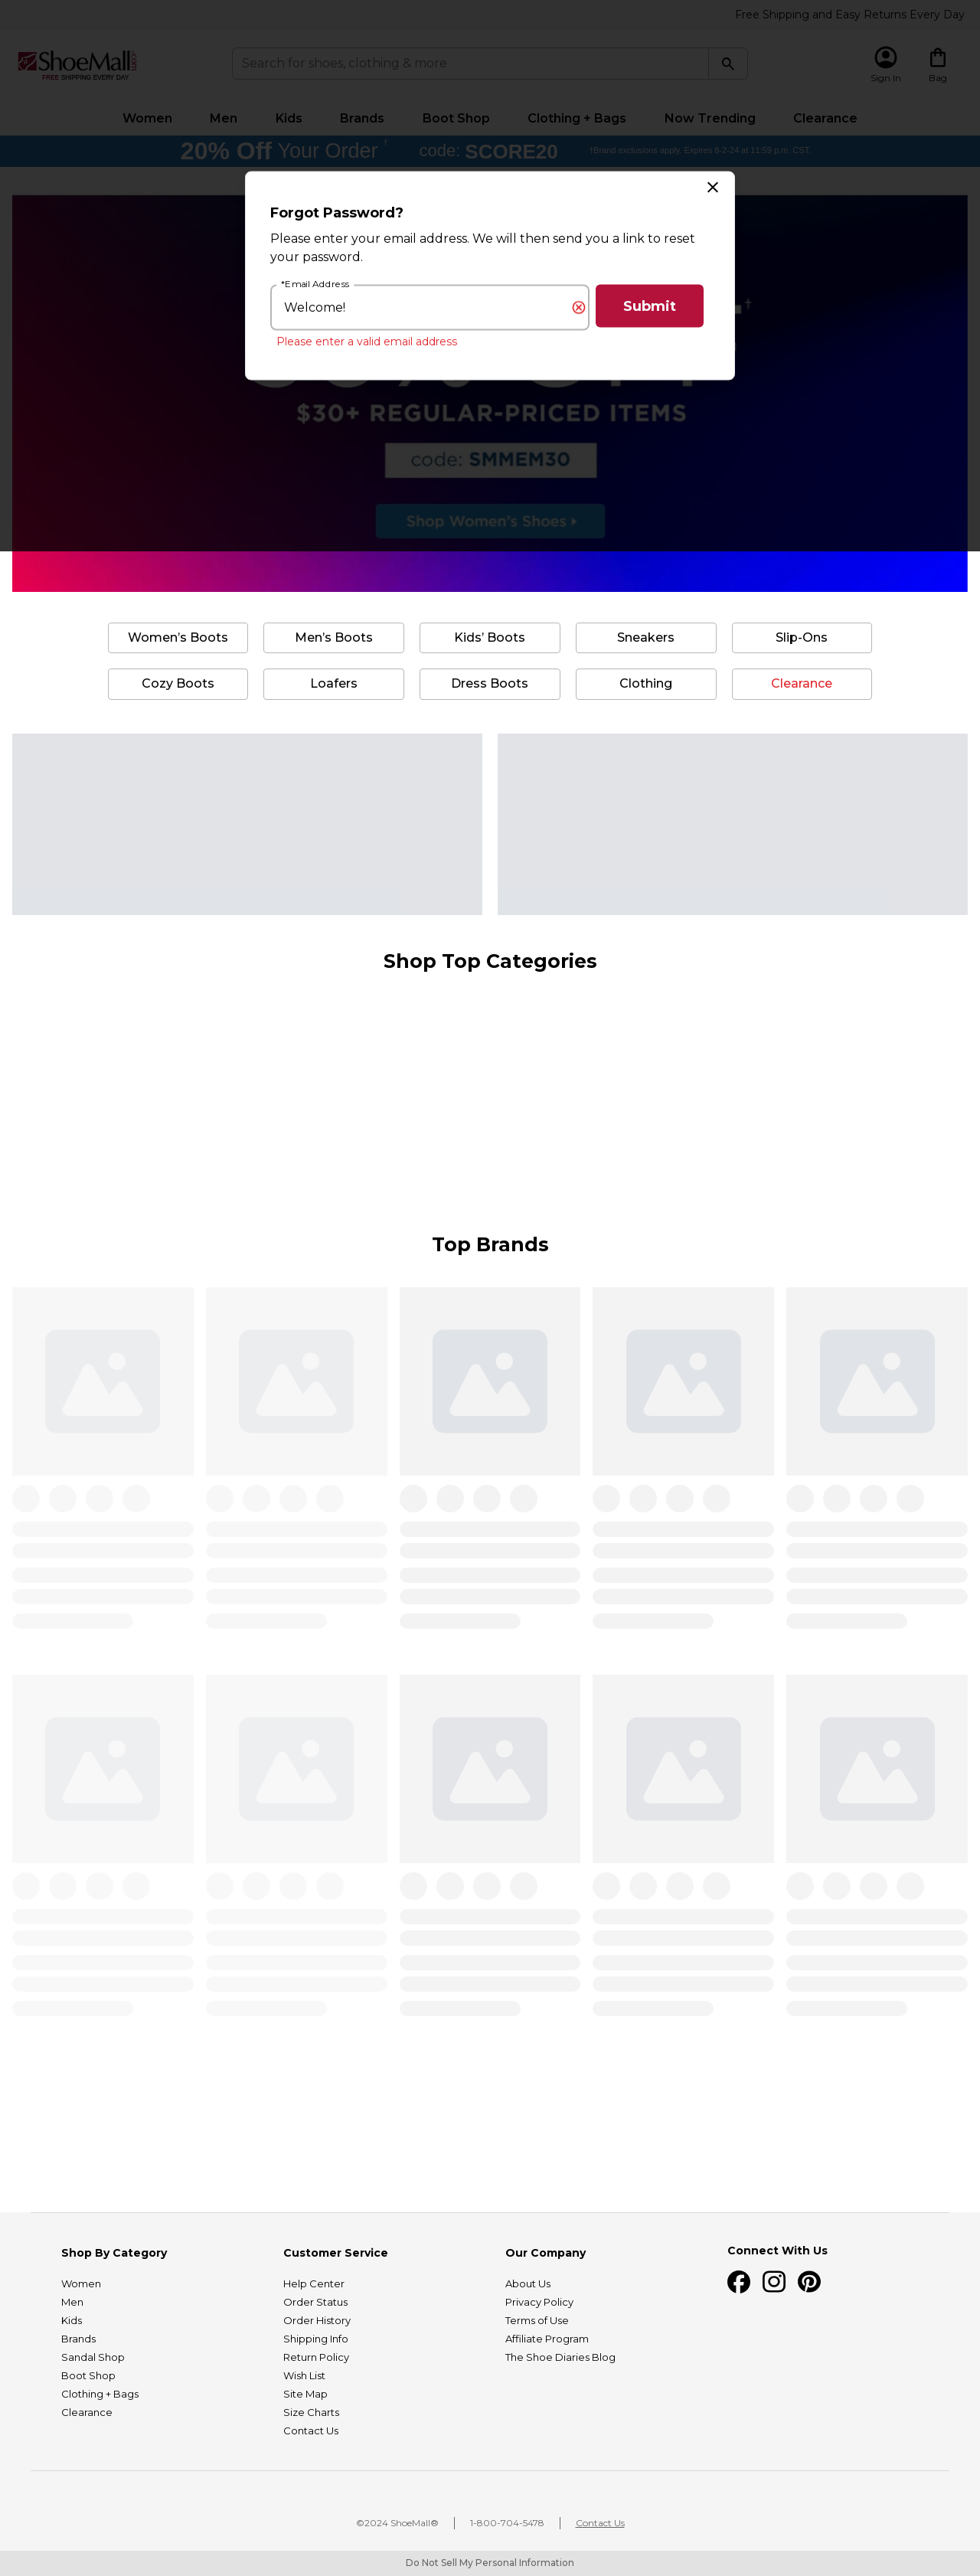 Free Shipping and Easy Returns Every Day
ShoeMall
FREE SHIPPING EVERY DAY
Search for shoes, clothing & more
Sign In
Bag
Women Men Kids Brands Boot Shop Clothing + Bags Now Trending Clearance
20% Off Your Order † code: SCORE20 †Brand exclusions apply. Expires 8-2-24 at 11:59 p.m. CST.
Forgot Password?
Please enter your email address. We will then send you a link to reset
your password.
*Email Address
Welcome!
Submit
Please enter a valid email address
$30+ REGULAR-PRICED ITEMS
code: SMMEM30
Shop Women's Shoes
Women's Boots Men's Boots Kids' Boots Sneakers Slip-Ons
Cozy Boots Loafers Dress Boots Clothing Clearance
Shop Top Categories
Top Brands
Shop By Category
Women
Men
Kids
Brands
Sandal Shop
Boot Shop
Clothing + Bags
Clearance
Customer Service
Help Center
Order Status
Order History
Shipping Info
Return Policy
Wish List
Site Map
Size Charts
Contact Us
Our Company
About Us
Privacy Policy
Terms of Use
Affiliate Program
The Shoe Diaries Blog
Connect With Us
©2024 ShoeMall® 1-800-704-5478 Contact Us
Do Not Sell My Personal Information